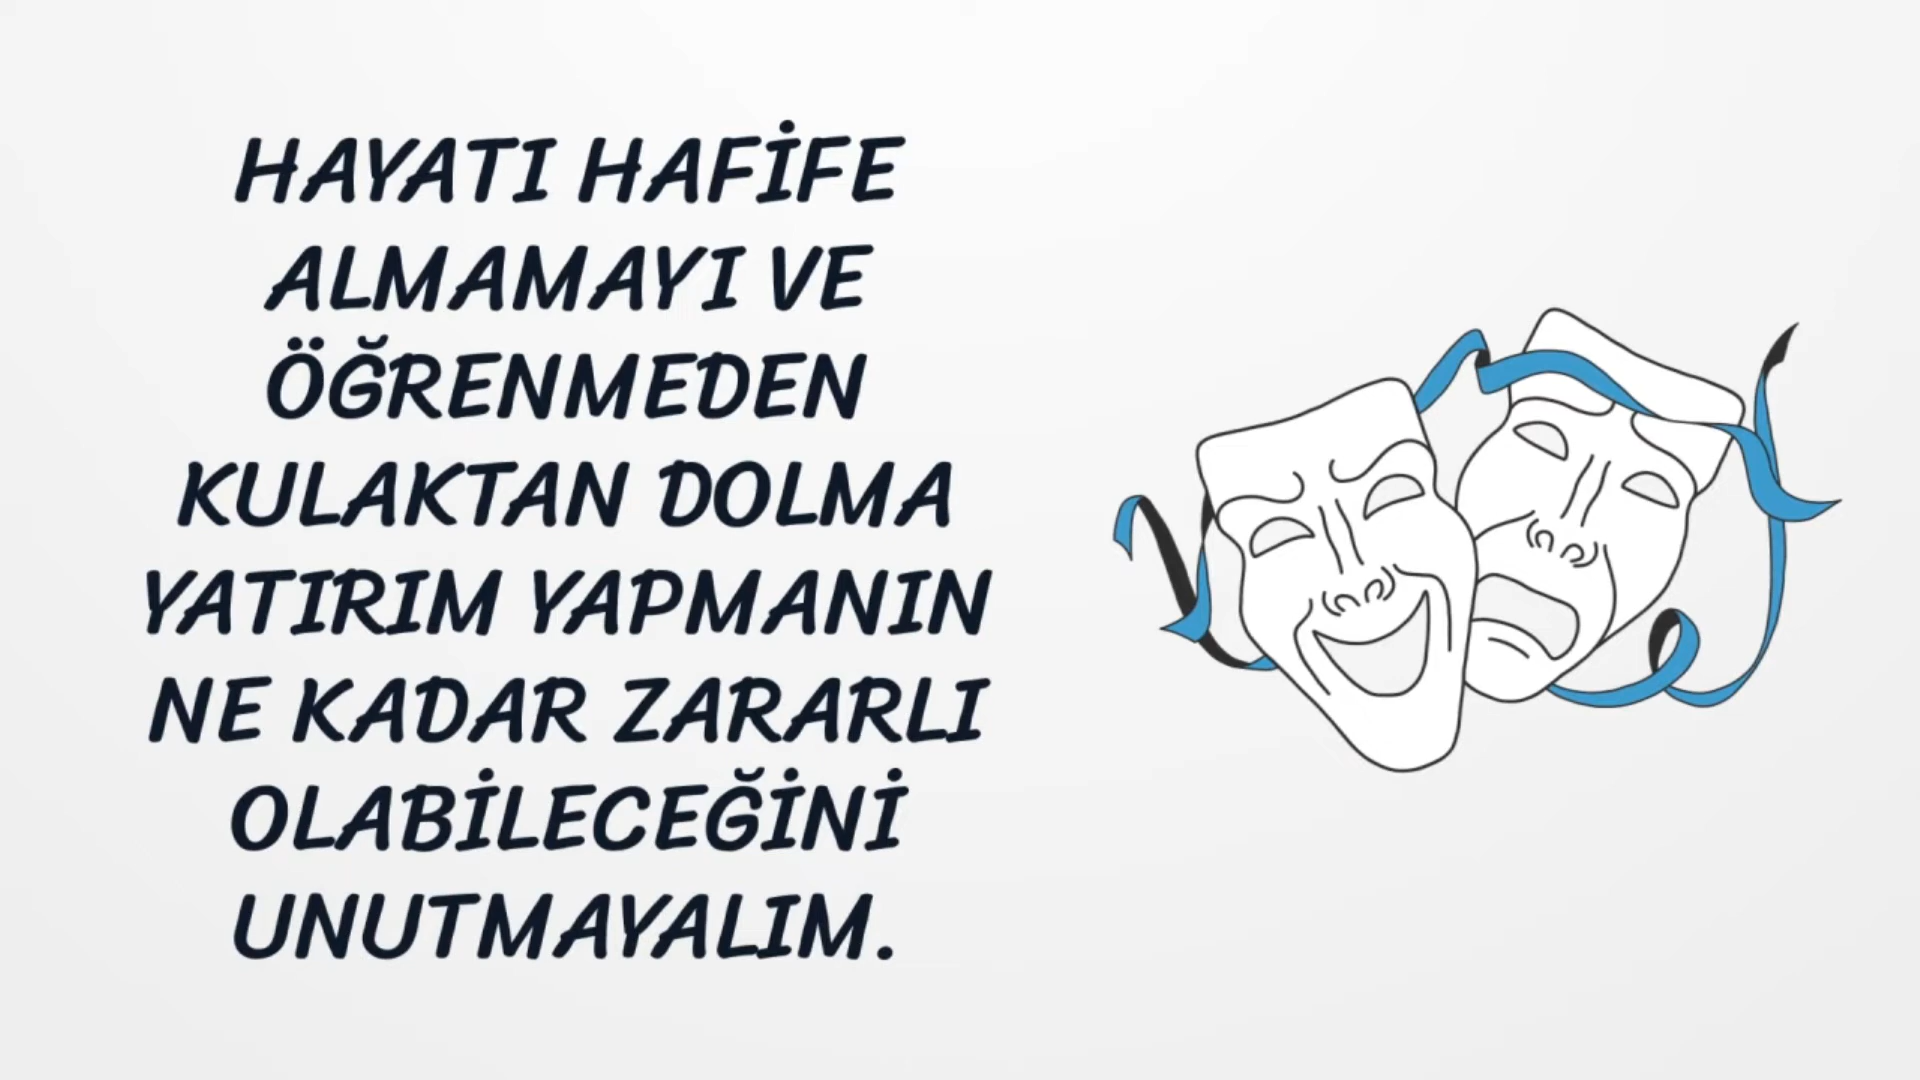 HAYATI HAFİFE
ALMAMAYI VE
ÖĞRENMEDEN
KULAKTAN DOLMA
YATIRIM YAPMANIN
NE KADAR ZARARLI
OLABİLECEĞİNİ
UNUTMAYALIM.